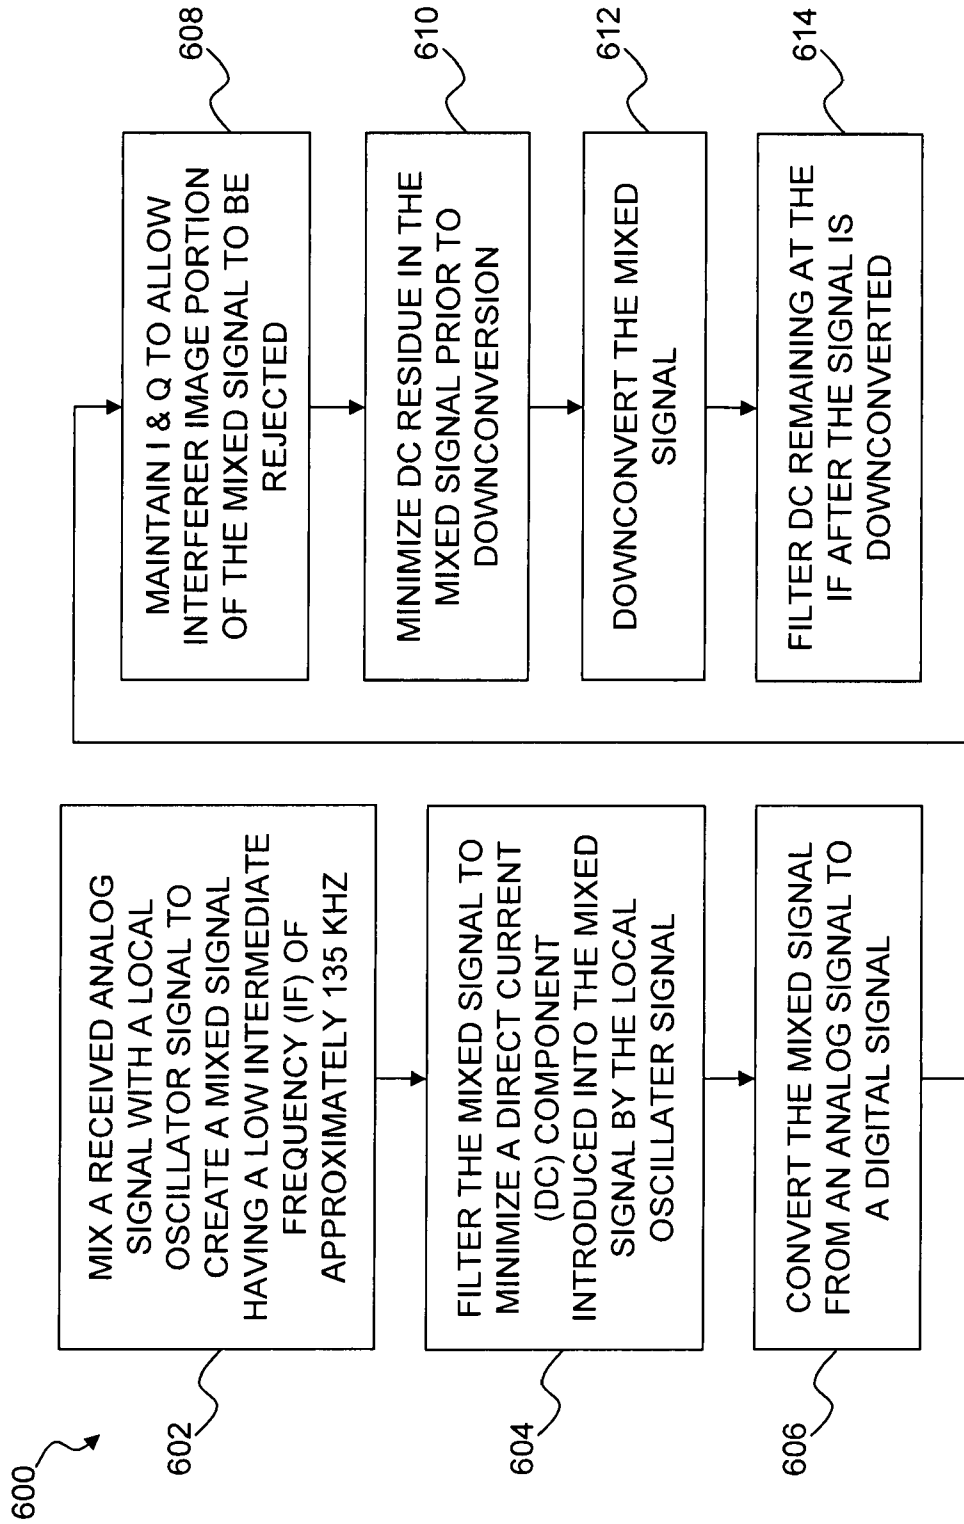 600
602
MIX A RECEIVED ANALOG
SIGNAL WITH A LOCAL
OSCILLATOR SIGNAL TO
CREATE A MIXED SIGNAL
HAVING A LOW INTERMEDIATE
FREQUENCY (IF) OF
APPROXIMATELY 135 KHZ
604
FILTER THE MIXED SIGNAL TO
MINIMIZE A DIRECT CURRENT
(DC) COMPONENT
INTRODUCED INTO THE MIXED
SIGNAL BY THE LOCAL
OSCILLATER SIGNAL
606
CONVERT THE MIXED SIGNAL
FROM AN ANALOG SIGNAL TO
A DIGITAL SIGNAL
MAINTAIN I & Q TO ALLOW
INTERFERER IMAGE PORTION
OF THE MIXED SIGNAL TO BE
REJECTED
608
MINIMIZE DC RESIDUE IN THE
MIXED SIGNAL PRIOR TO
DOWNCONVERSION
610
DOWNCONVERT THE MIXED
SIGNAL
612
FILTER DC REMAINING AT THE
IF AFTER THE SIGNAL IS
DOWNCONVERTED
614